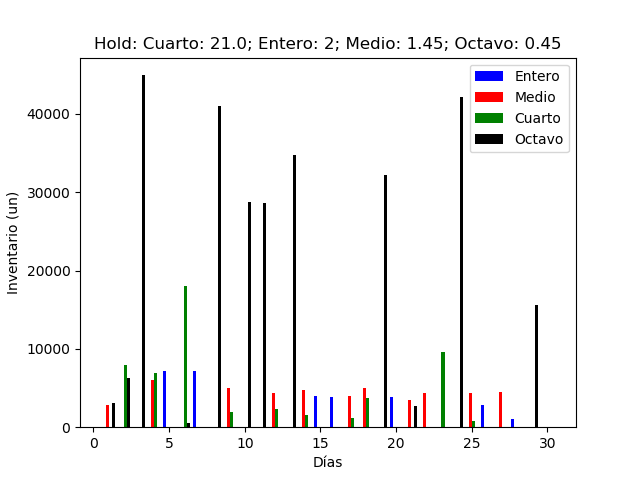 Hold: Cuarto: 21.0; Entero: 2; Medio: 1.45; Octavo: 0.45
Entero
Medio
Cuarto
Octavo
Inventario (un)
40000
30000
20000
10000
0
0 5 10 15 20 25 30
Días